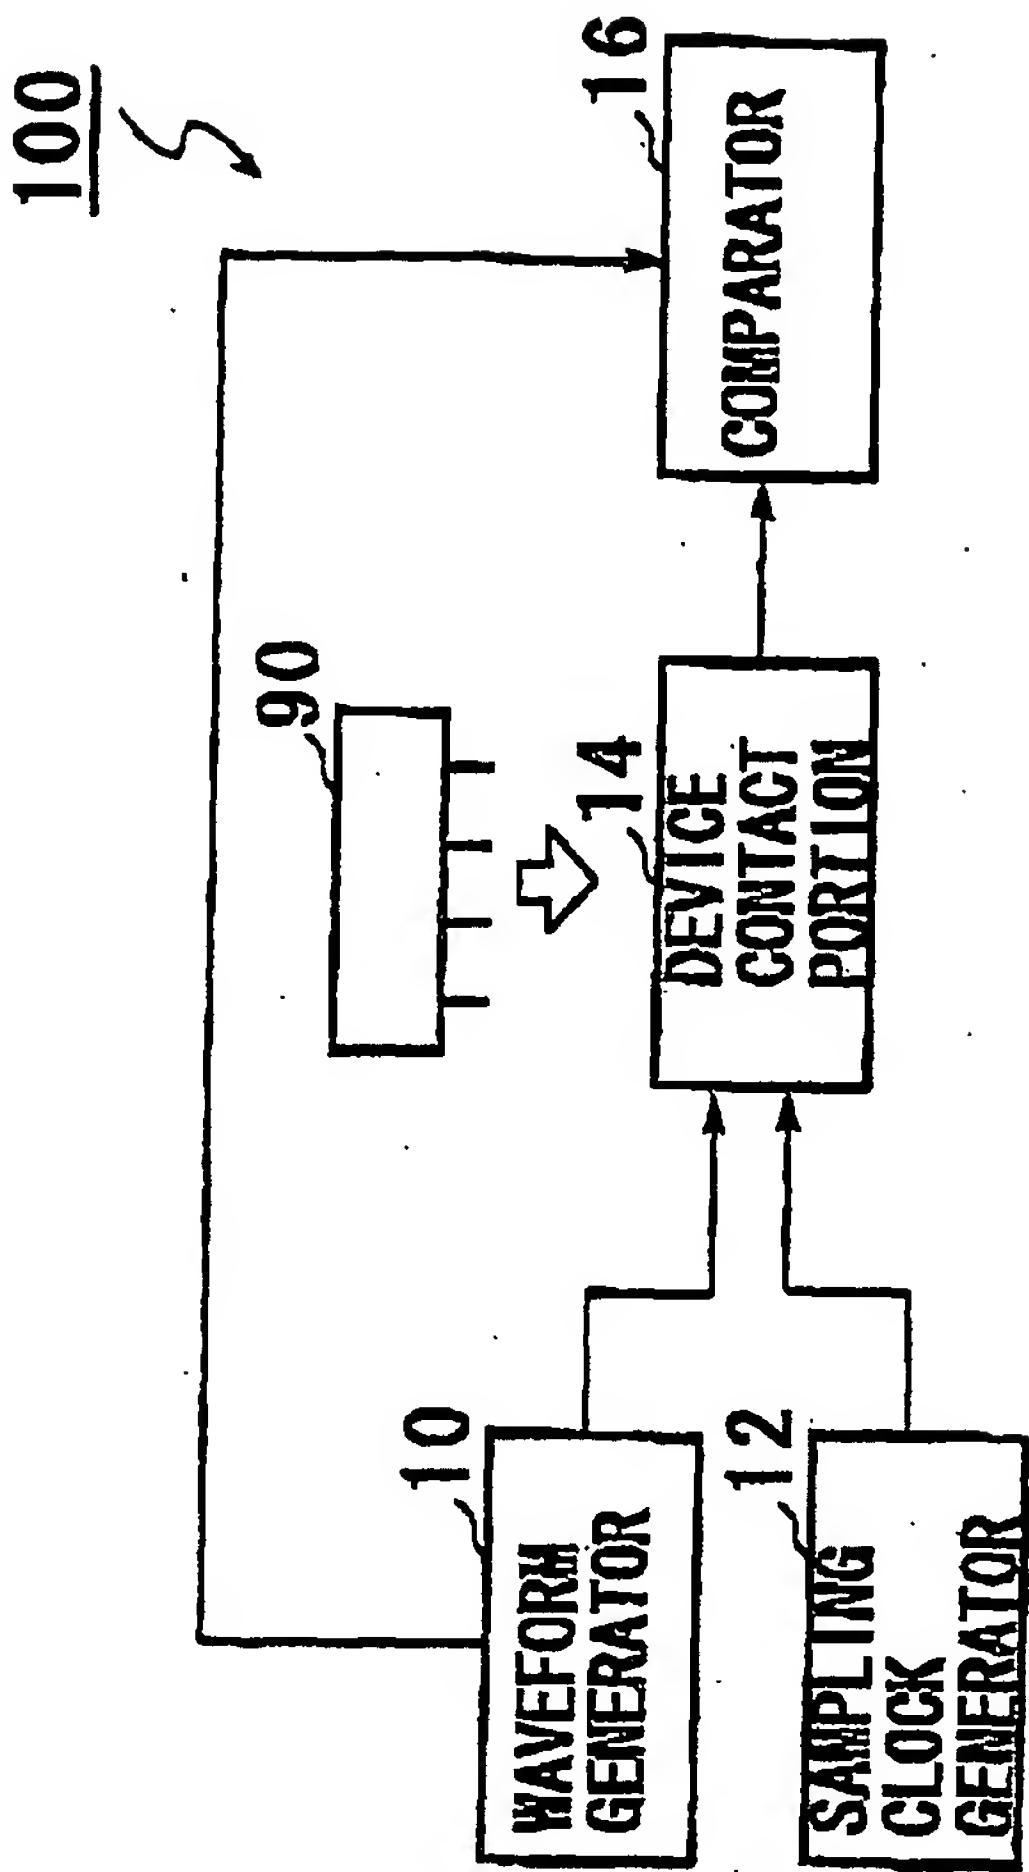 100
90
10
WAVEFORM
GENERATOR
12
SAMPLING
CLOCK
GENERATOR
14
DEVICE
CONTACT
PORTION
16
COMPARATOR